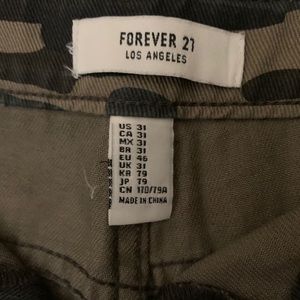 FOREVER 21
LOS ANGELES
US 31
CA 31
MX 31
BR 31
EU 46
UK 31
KR 79
JP 79
CN 170/79A
MADE IN CHINA